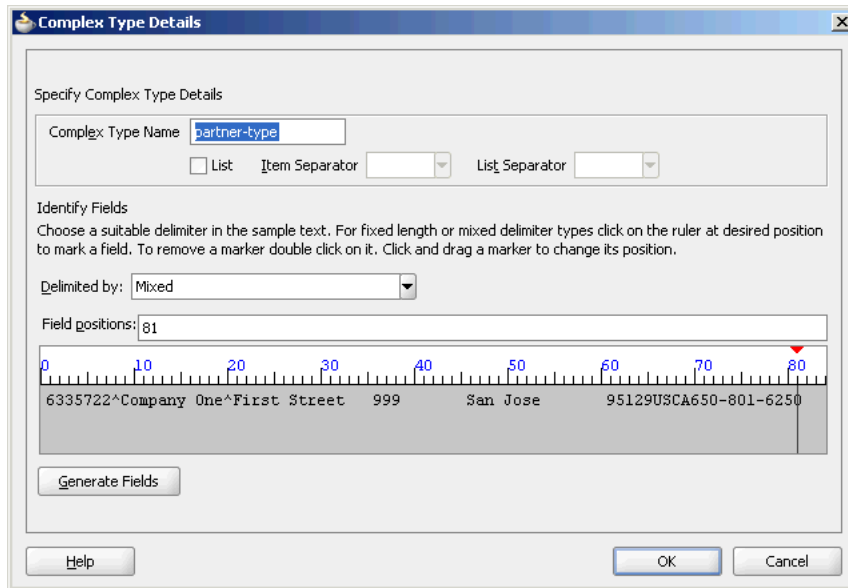 Complex Type Details
Specify Complex Type Details
Complex Type Name partner-type
List Item Separator List Separator
Identify Fields
Choose a suitable delimiter in the sample text. For fixed length or mixed delimiter types click on the ruler at desired position
to mark a field. To remove a marker double click on it. Click and drag a marker to change its position.
Delimited by: Mixed
Field positions: 81
0 10 20 30 40 50 60 70 80
6335722^Company One^First Street   999       San Jose       95129USCA650-801-6250
Generate Fields
Help OK Cancel